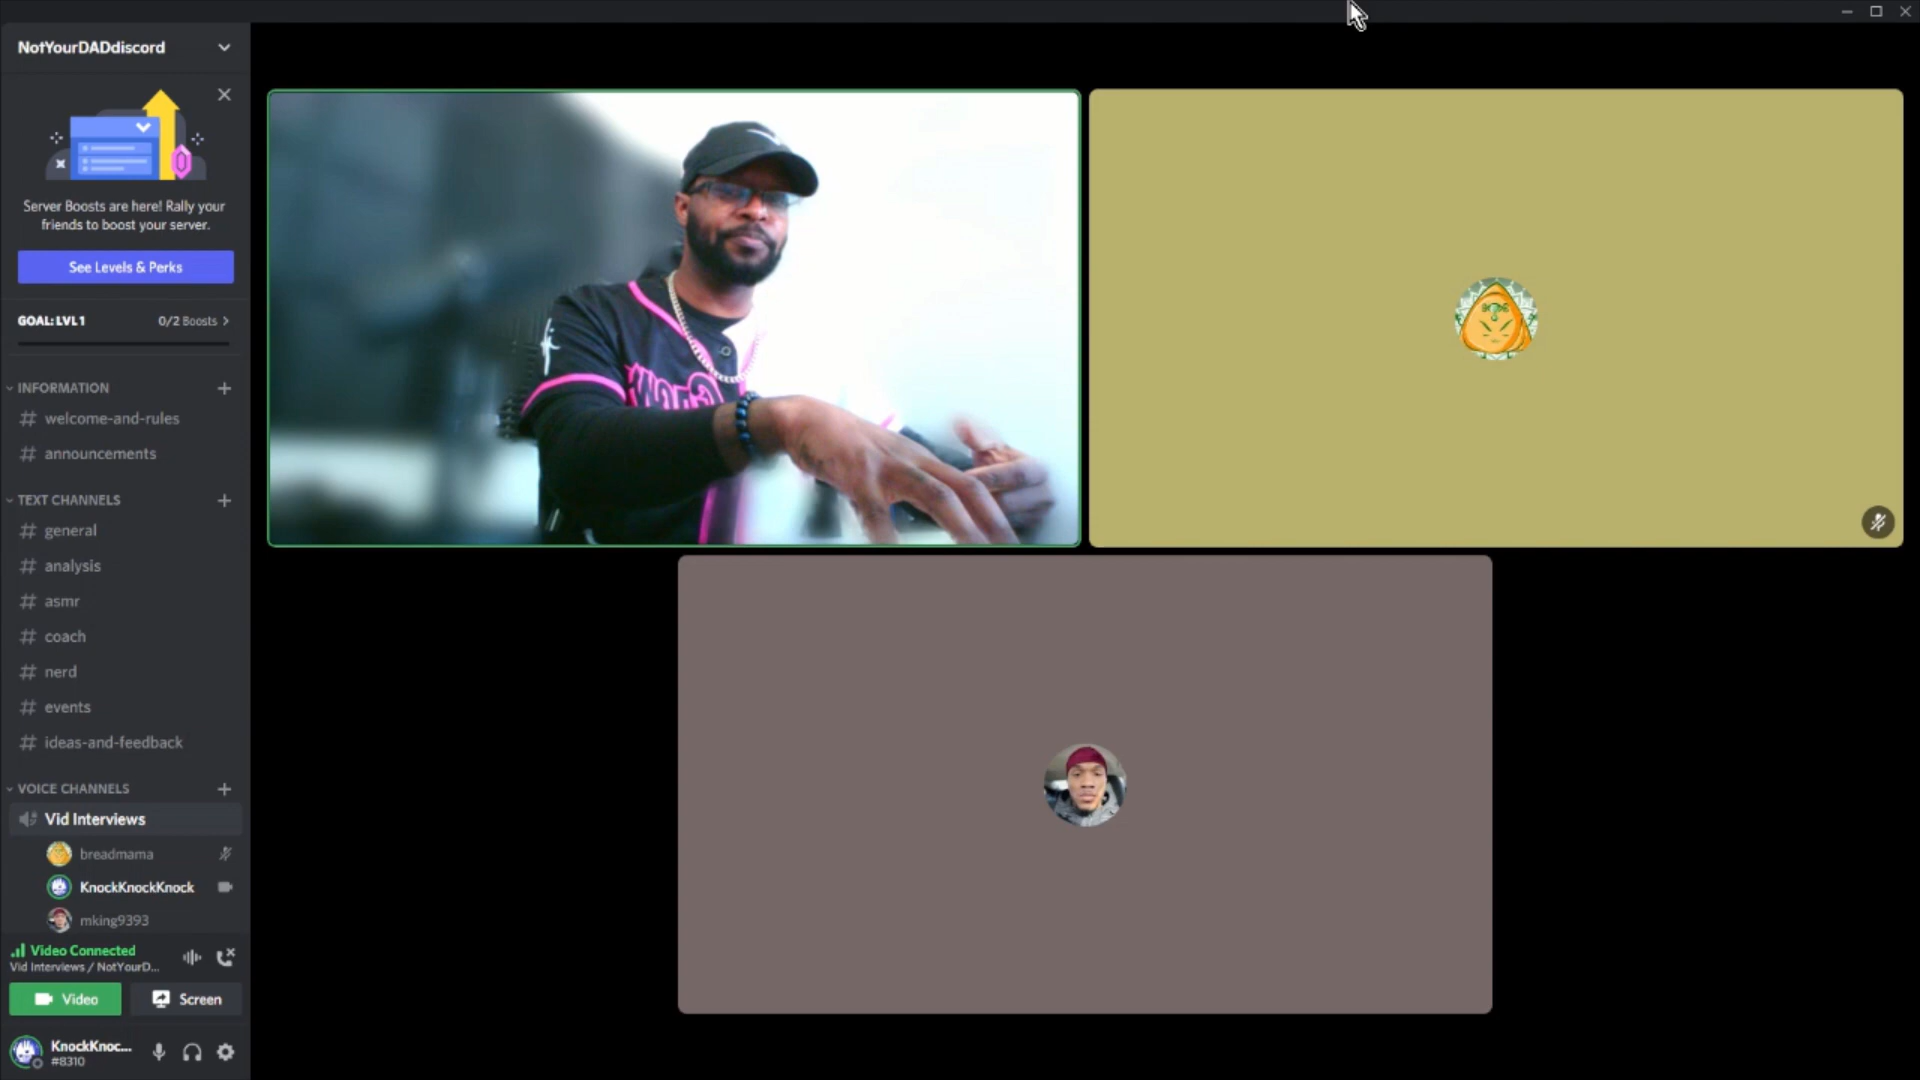 NotYourDADdiscord
Server Boosts are here! Rally your
friends to boost your server.
See Levels & Perks
GOAL: LVL 1
0/2 Boosts
INFORMATION
# welcome-and-rules
# announcements
TEXT CHANNELS
# general
# analysis
# asmr
# coach
# nerd
# events
# ideas-and-feedback
VOICE CHANNELS
Vid Interviews
breadmama
KnockKnockKnock
mking9393
Video Connected
Vid Interviews / NotYourD...
Video
Screen
KnockKnoc...
#8310